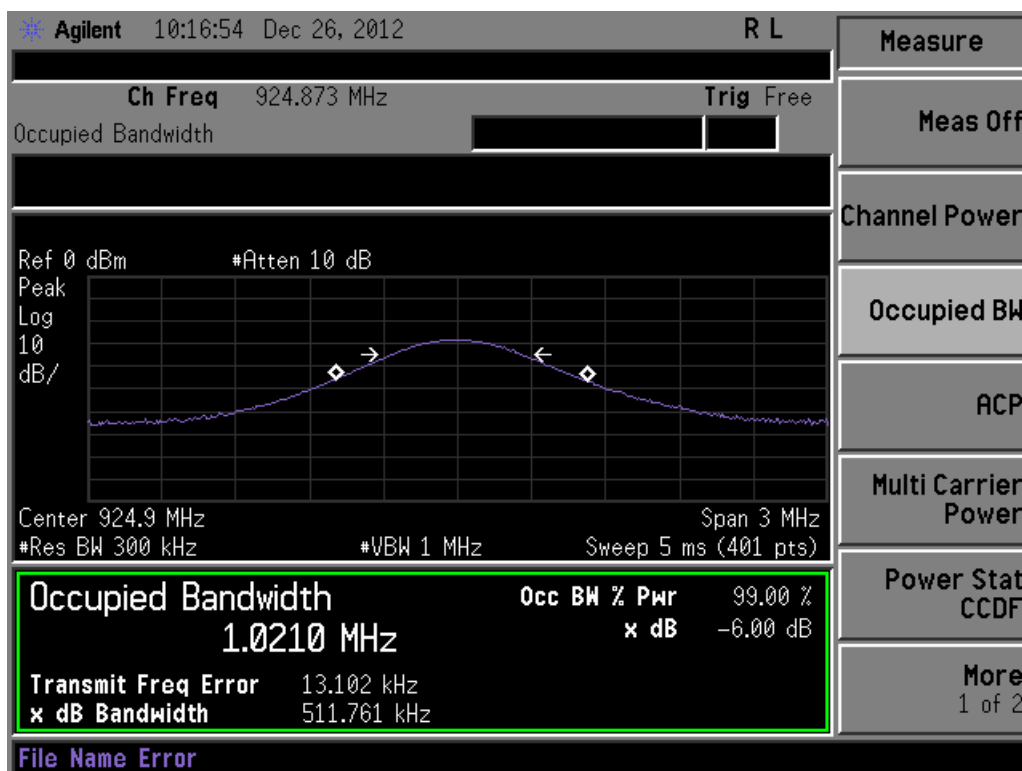 Agilent 10:16:54 Dec 26, 2012 R L
Measure
Ch Freq 924.873 MHz Trig Free
Occupied Bandwidth
Meas Off
Channel Power
Occupied BW
ACP
Multi Carrier
Power
Power Stat
CCDF
More
1 of 2
Ref 0 dBm #Atten 10 dB
Peak
Log
10
dB/
Center 924.9 MHz Span 3 MHz
#Res BW 300 kHz #VBW 1 MHz Sweep 5 ms (401 pts)
Occupied Bandwidth
1.0210 MHz
Occ BW % Pwr 99.00 %
x dB -6.00 dB
Transmit Freq Error 13.102 kHz
x dB Bandwidth 511.761 kHz
File Name Error